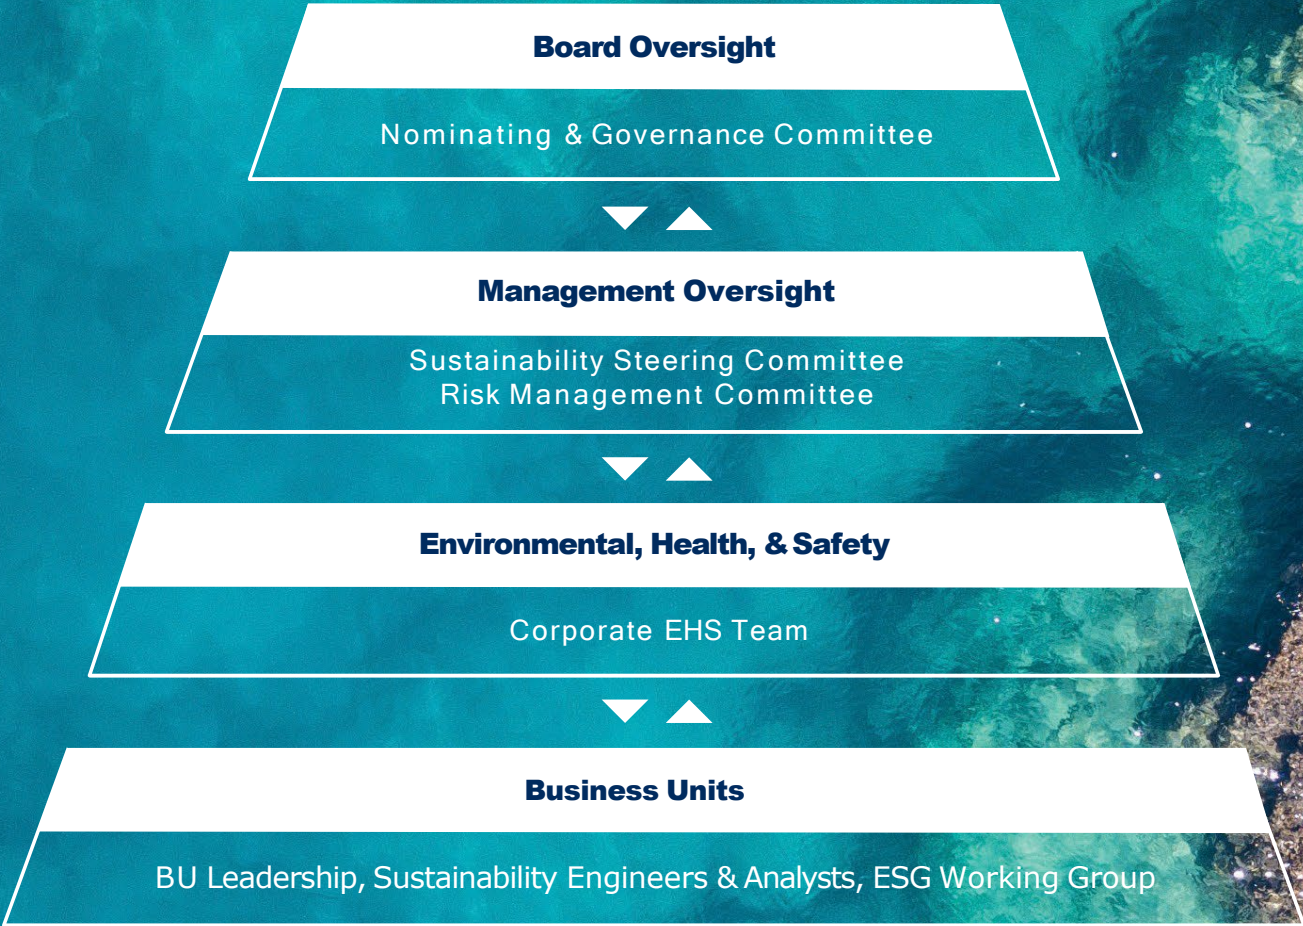 Board Oversight
Nominating & Governance Committee
Management Oversight
Sustainability Steering Committee
Risk Management Committee
Environmental, Health, & Safety
Corporate EHS Team
Business Units
BU Leadership, Sustainability Engineers & Analysts, ESG Working Group